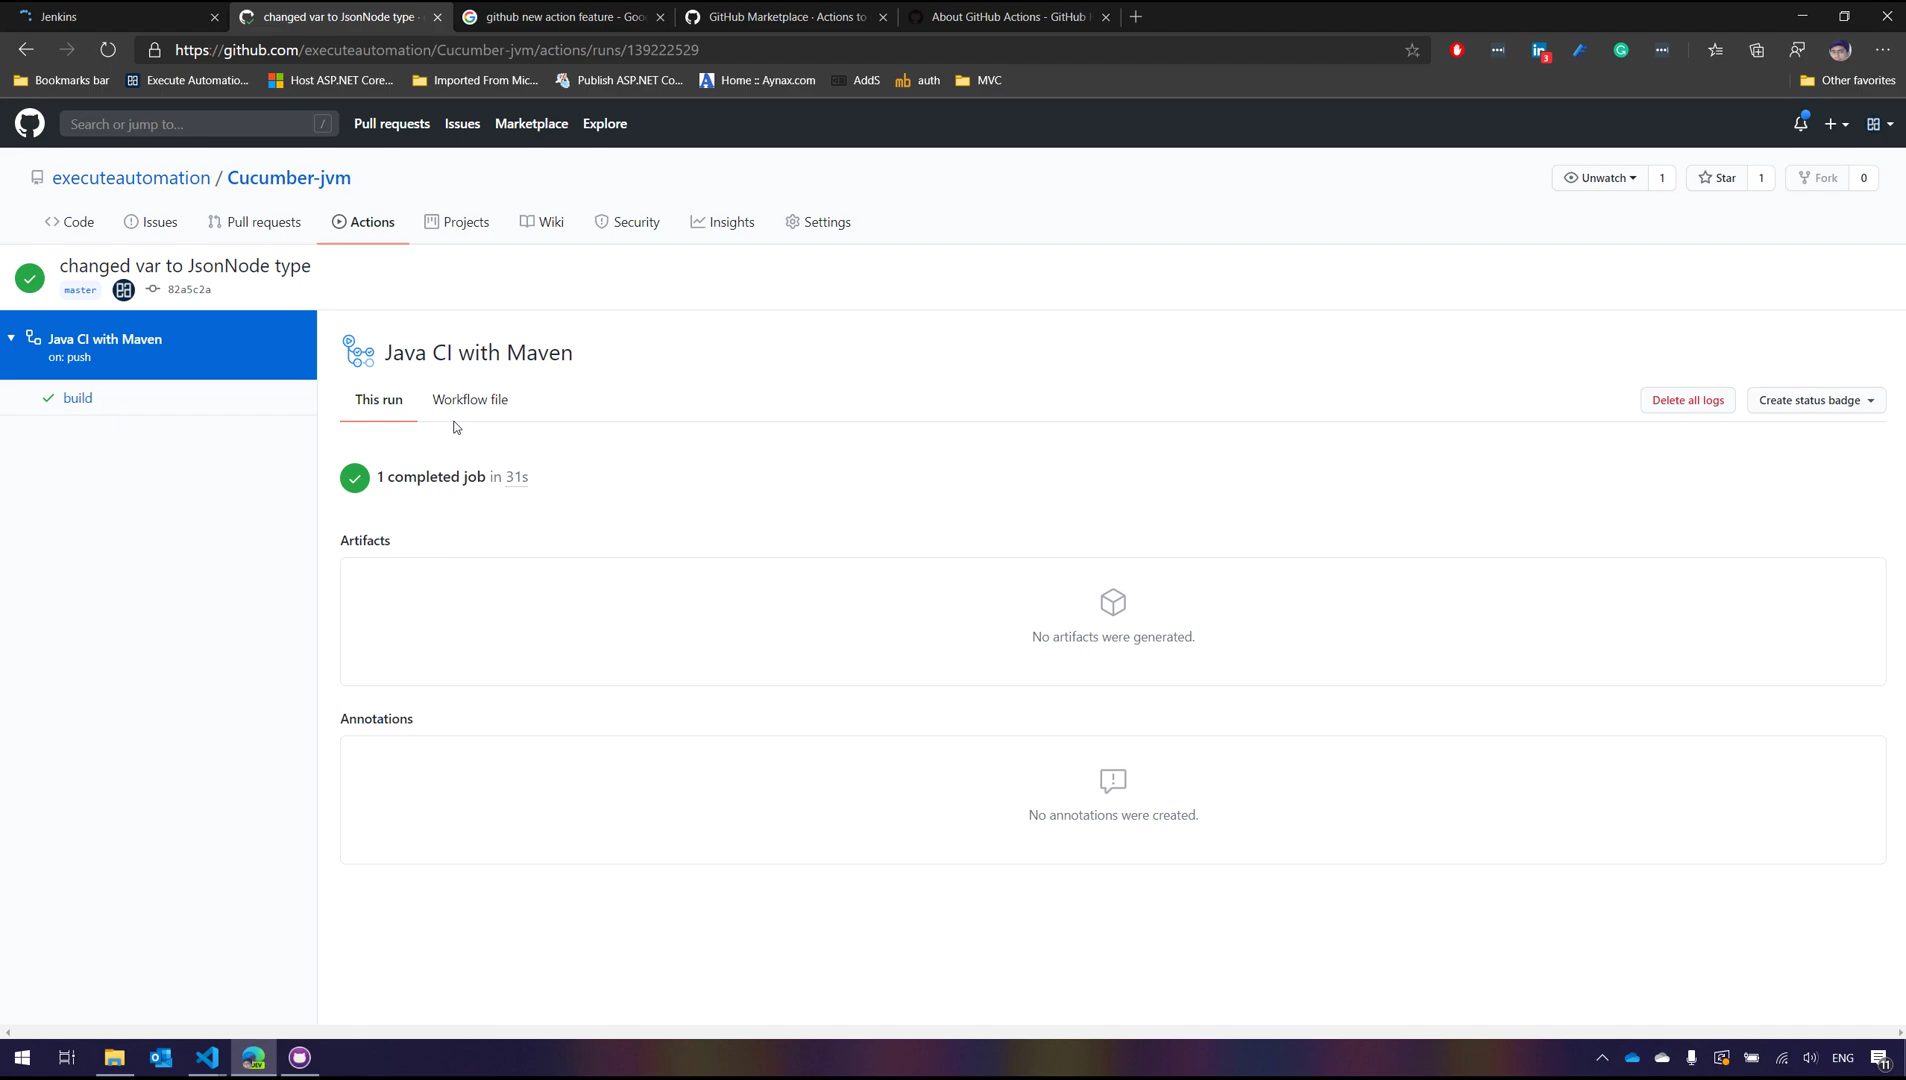 Jenkins
changed var to JsonNode type ·
github new action feature - Goo
GitHub Marketplace · Actions to
About GitHub Actions - GitHub
https://github.com/executeautomation/Cucumber-jvm/actions/runs/139222529
3
Bookmarks bar
Execute Automatio...
Host ASP.NET Core...
Imported From Mic...
Publish ASP.NET Co...
Home :: Aynax.com
AddS
auth
MVC
Other favorites
Search or jump to...
/
Pull requests
Issues
Marketplace
Explore
executeautomation / Cucumber-jvm
Unwatch
1
Star
1
Fork
0
Code
Issues
Pull requests
Actions
Projects
Wiki
Security
Insights
Settings
changed var to JsonNode type
master
82a5c2a
Java CI with Maven
on: push
build
Java CI with Maven
This run
Workflow file
Delete all logs
Create status badge
1 completed job in 31s
Artifacts
No artifacts were generated.
Annotations
No annotations were created.
DEV
ENG
11